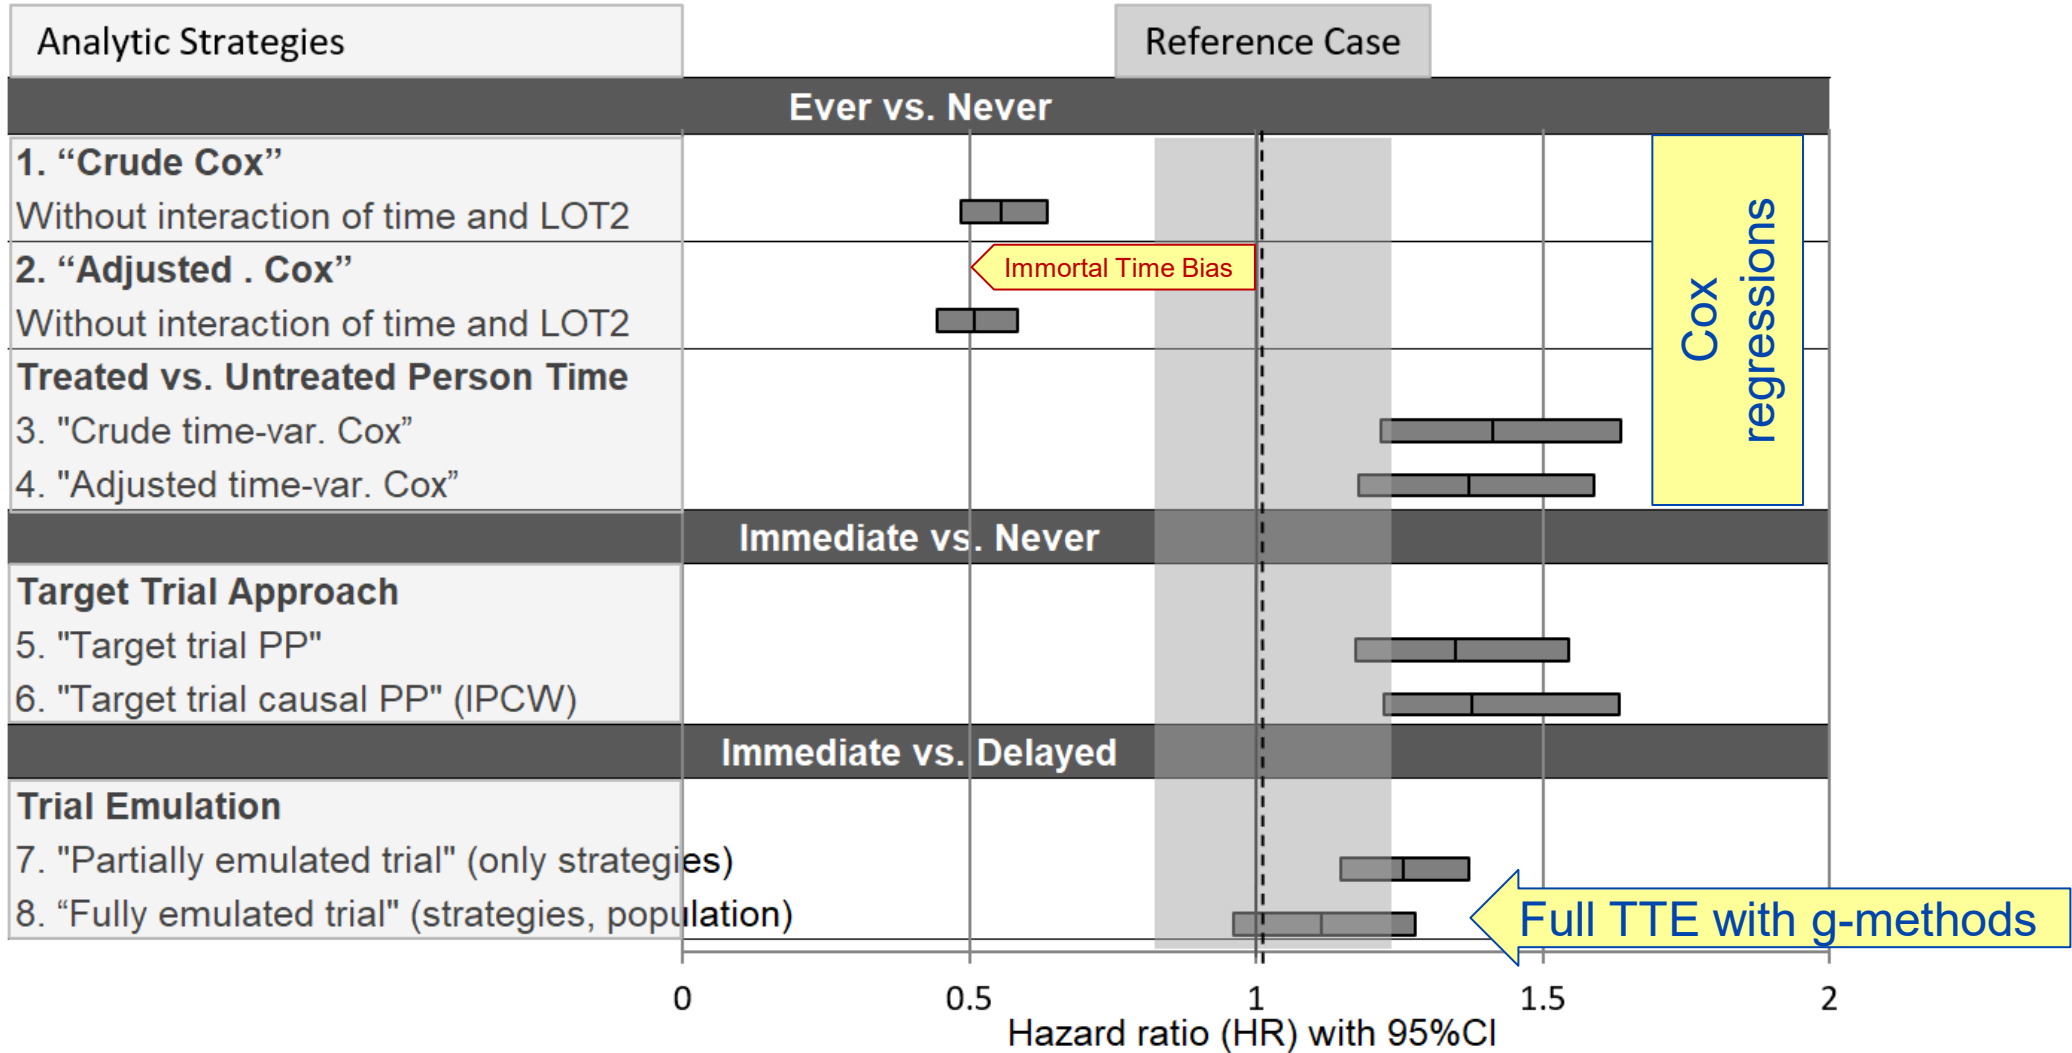 Analytic Strategies
Reference Case
Ever vs. Never
1. “Crude Cox”
Without interaction of time and LOT2
2. “Adjusted . Cox”
Immortal Time Bias
Without interaction of time and LOT2
Treated vs. Untreated Person Time
3. "Crude time-var. Cox”
4. "Adjusted time-var. Cox”
Cox
regressions
Immediate vs. Never
Target Trial Approach
5. "Target trial PP"
6. "Target trial causal PP" (IPCW)
Immediate vs. Delayed
Trial Emulation
7. "Partially emulated trial" (only strategies)
8. “Fully emulated trial" (strategies, population)
Full TTE with g-methods
0 0.5 1 1.5 2
Hazard ratio (HR) with 95%CI